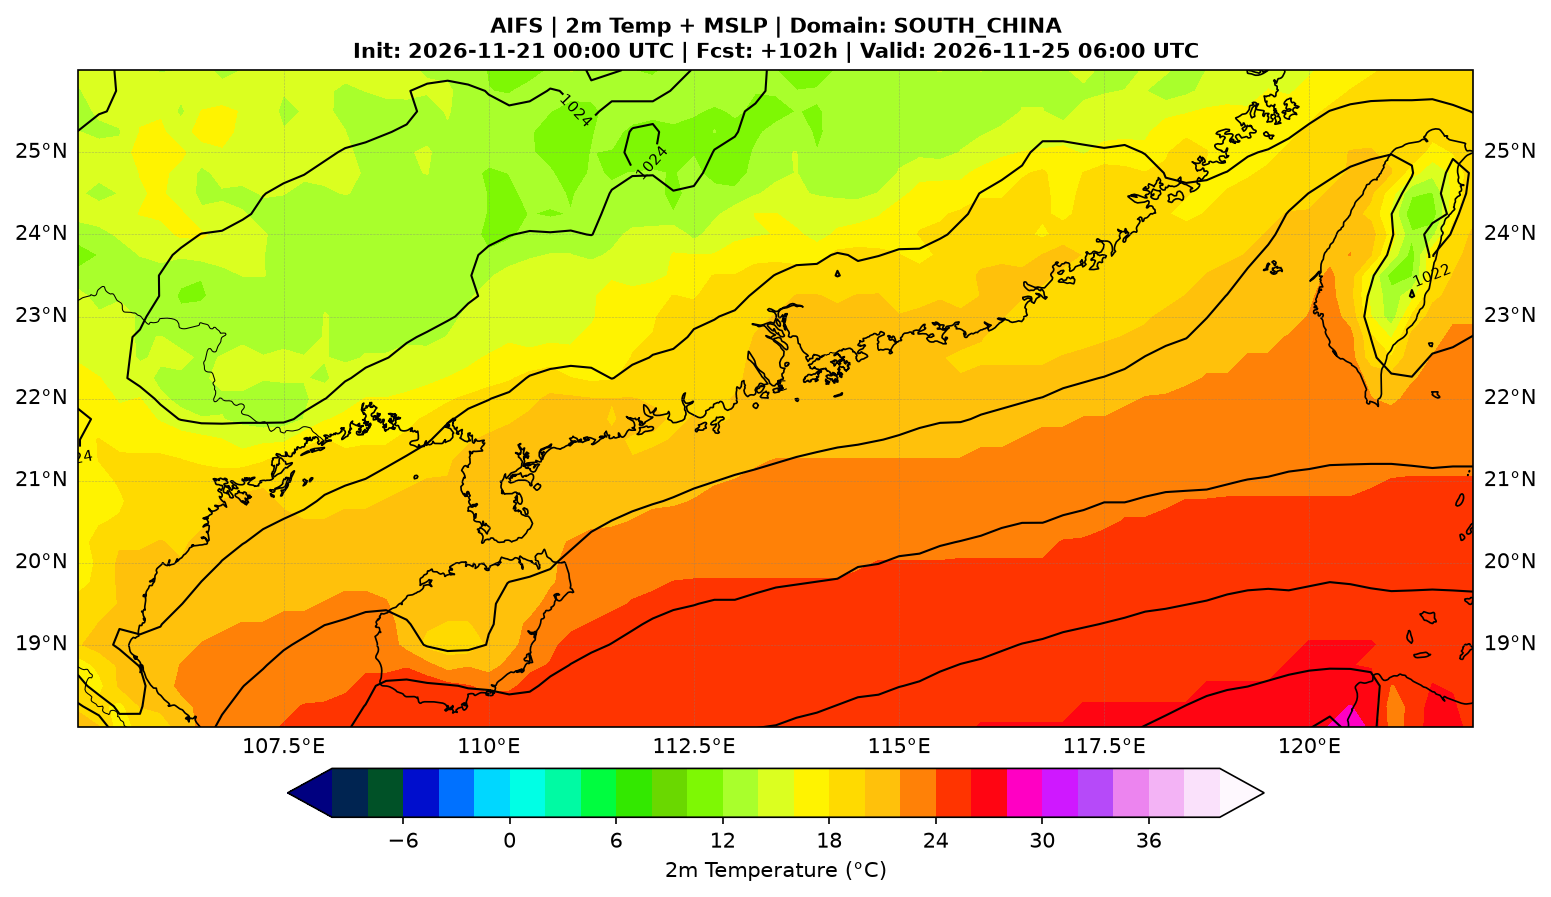 AIFS | 2m Temp + MSLP | Domain: SOUTH_CHINA
Init: 2026-11-21 00:00 UTC | Fcst: +102h | Valid: 2026-11-25 06:00 UTC
1024
1024
25°N
25°N
24°N
24°N
1022
23°N
23°N
22°N
22°N
24
21°N
21°N
20°N
20°N
19°N
19°N
107.5°E
110°E
112.5°E
115°E
117.5°E
120°E
−6
0
6
12
18
24
30
36
2m Temperature (°C)